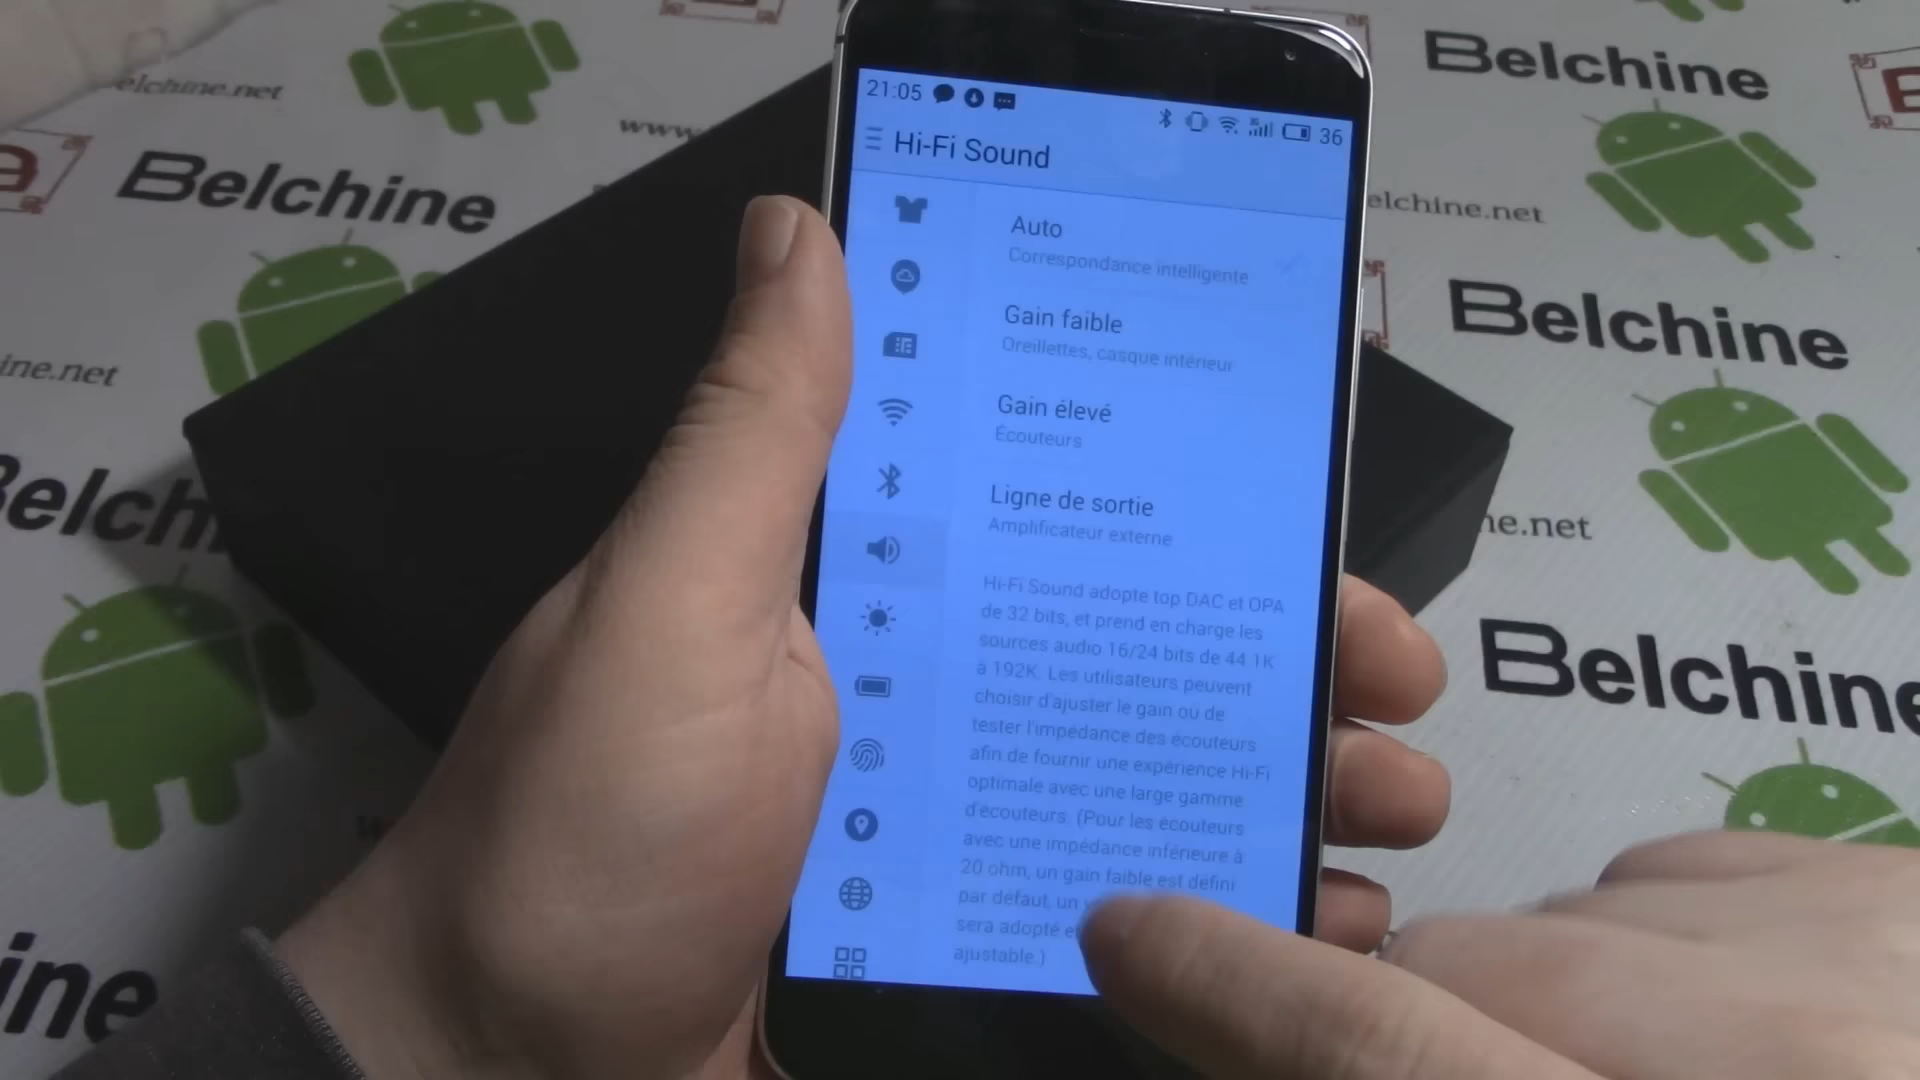 Belchine
elchine.net
www.
Belchine
elchine.net
ine.net
Belchine
ne.net
Belchine
21:05
36
Hi-Fi Sound
Auto
Correspondance intelligente
Gain faible
Oreillettes, casque intérieur
Gain élevé
Écouteurs
Ligne de sortie
Amplificateur externe
Hi-Fi Sound adopte top DAC et OPA
de 32 bits, et prend en charge les
sources audio 16/24 bits de 44.1K
à 192K. Les utilisateurs peuvent
choisir d'ajuster le gain ou de
tester l'impédance des écouteurs
afin de fournir une expérience Hi-Fi
optimale avec une large gamme
d'écouteurs. (Pour les écouteurs
avec une impédance inférieure à
20 ohm, un gain faible est défini
par défaut, un
sera adopté
ajustable.)
Belch
Belchine
ine